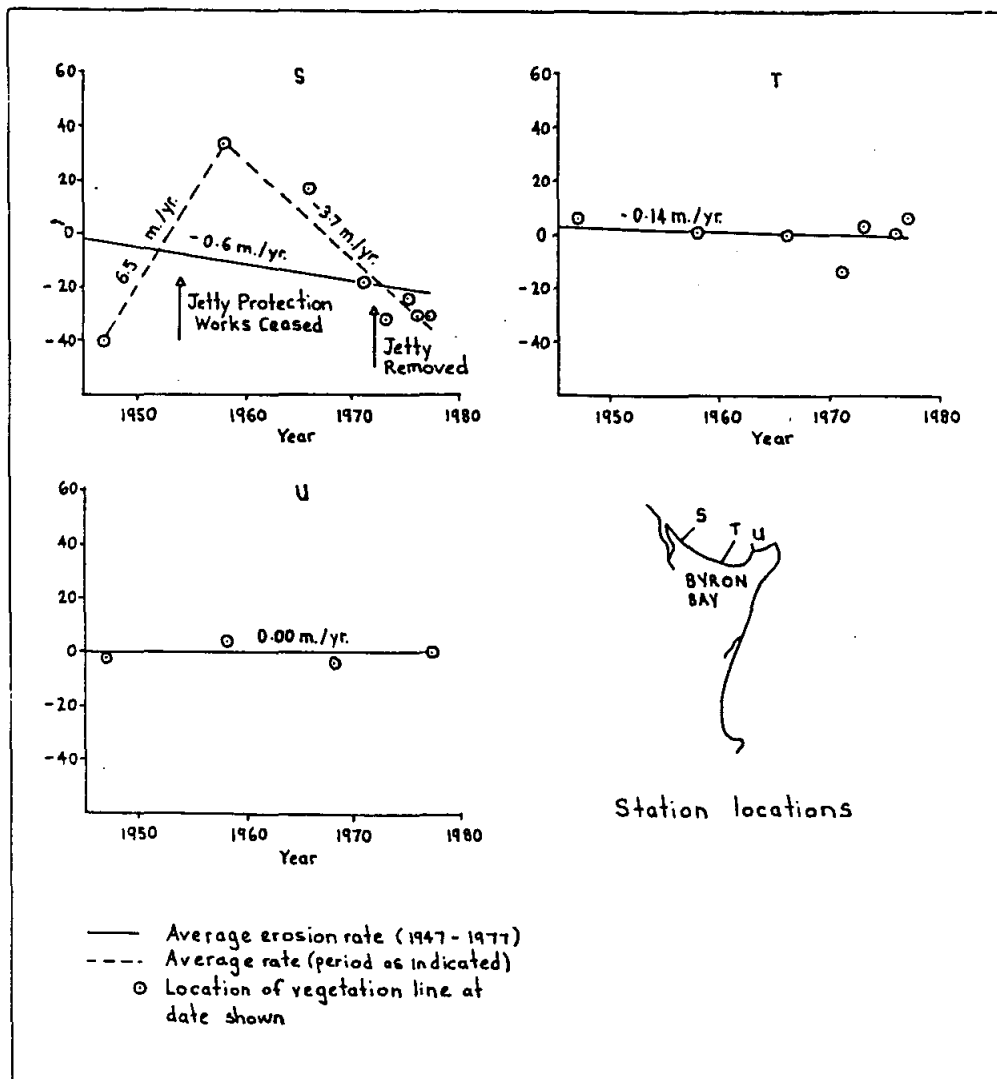 S
60
40
20
0
-20
-40
6.5 m./yr.
-3.7 m./yr.
-0.6 m./yr.
Jetty Protection
Works Ceased
Jetty
Removed
1950 1960 1970 1980
Year
T
60
40
20
0
-20
-40
-0.14 m./yr.
1950 1960 1970 1980
Year
U
60
40
20
0
-20
-40
0.00 m./yr.
1950 1960 1970 1980
Year
S
T U
BYRON
BAY
Station locations
Average erosion rate (1947-1977)
Average rate (period as indicated)
Location of vegetation line at
date shown